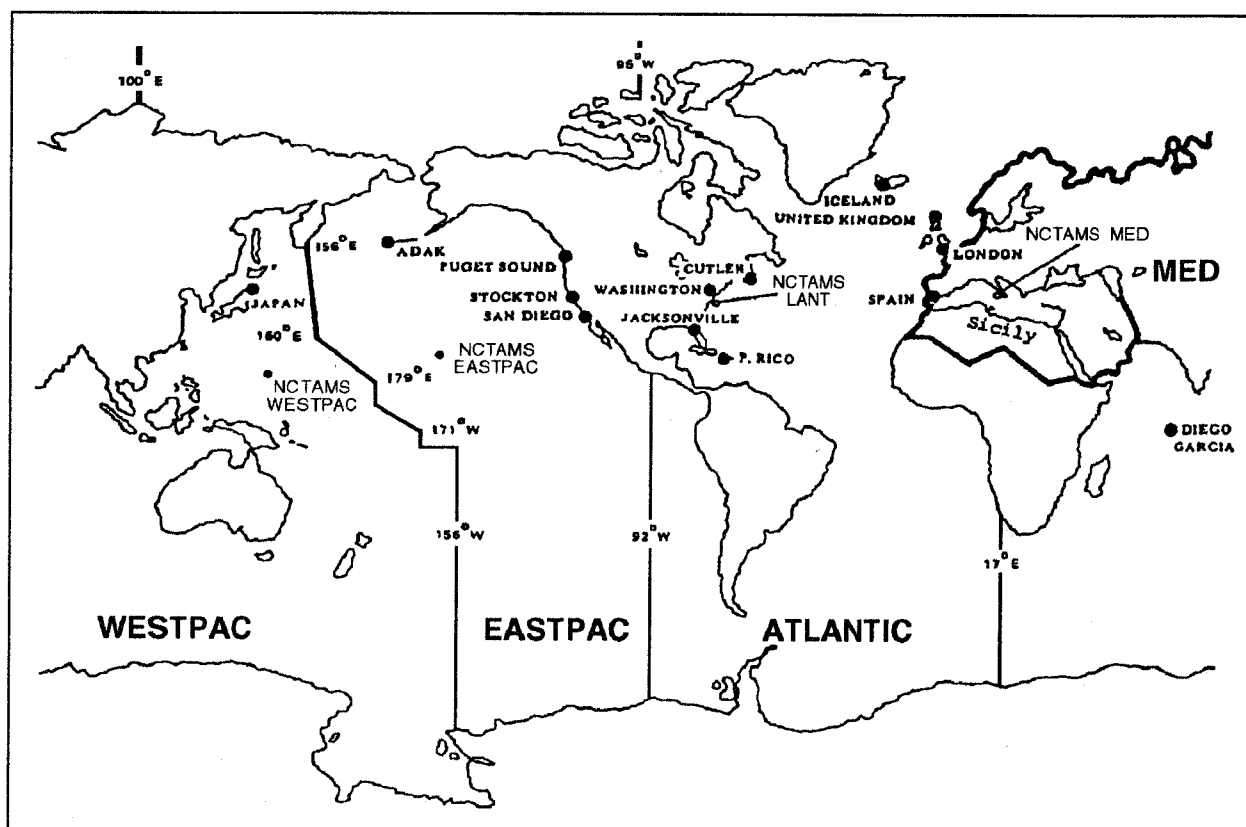 100°E
95°W
ICELAND
UNITED KINGDOM
NCTAMS MED
LONDON
MED
156°E
ADAK
PUGET SOUND
CUTLER
WASHINGTON
NCTAMS
LANT
JAPAN
STOCKTON
SAN DIEGO
SPAIN
Sicily
JACKSONVILLE
160°E
NCTAMS
EASTPAC
P. RICO
179°E
NCTAMS
WESTPAC
171°W
DIEGO
GARCIA
156°W
92°W
17°E
WESTPAC
EASTPAC
ATLANTIC